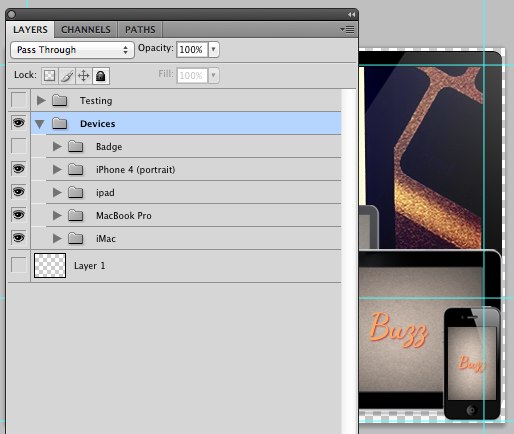 LAYERS CHANNELS PATHS
Pass Through Opacity: 100%
Lock: Fill: 100%
Testing
Devices
Badge
iPhone 4 (portrait)
ipad
MacBook Pro
iMac
Layer 1
Buzz
Buzz